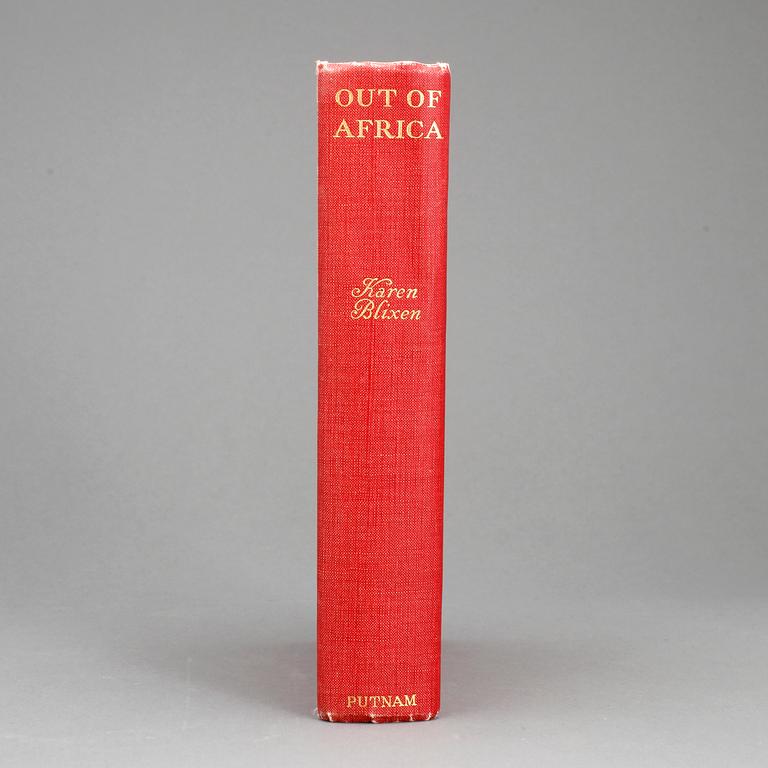 OUT OF
AFRICA
Karen
Blixen
PUTNAM